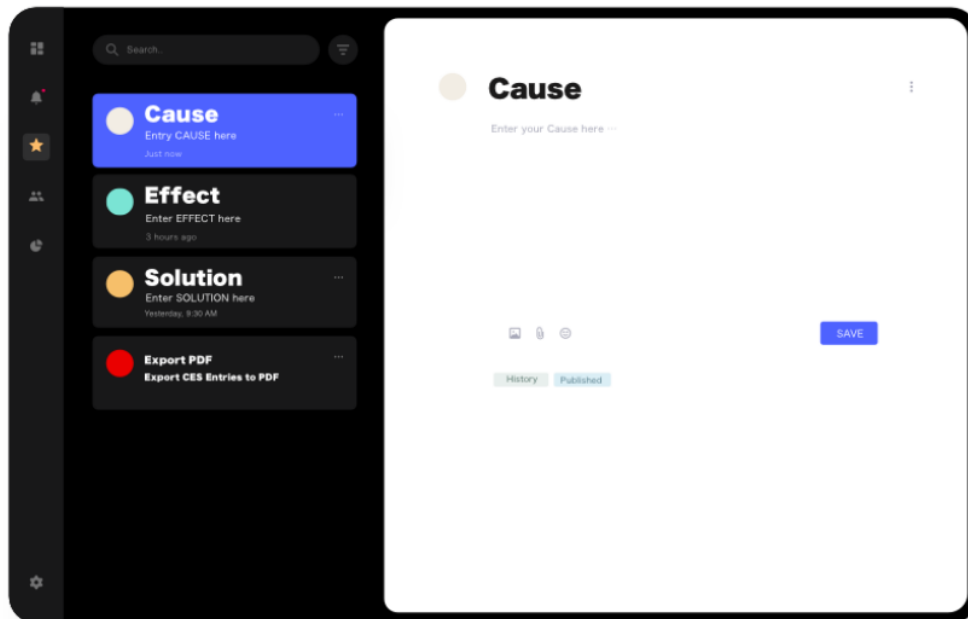 Search..
Cause
Entry CAUSE here
Just now
Effect
Enter EFFECT here
3 hours ago
Solution
Enter SOLUTION here
Yesterday, 9:30 AM
Export PDF
Export CES Entries to PDF
Cause
Enter your Cause here ···
SAVE
History
Published